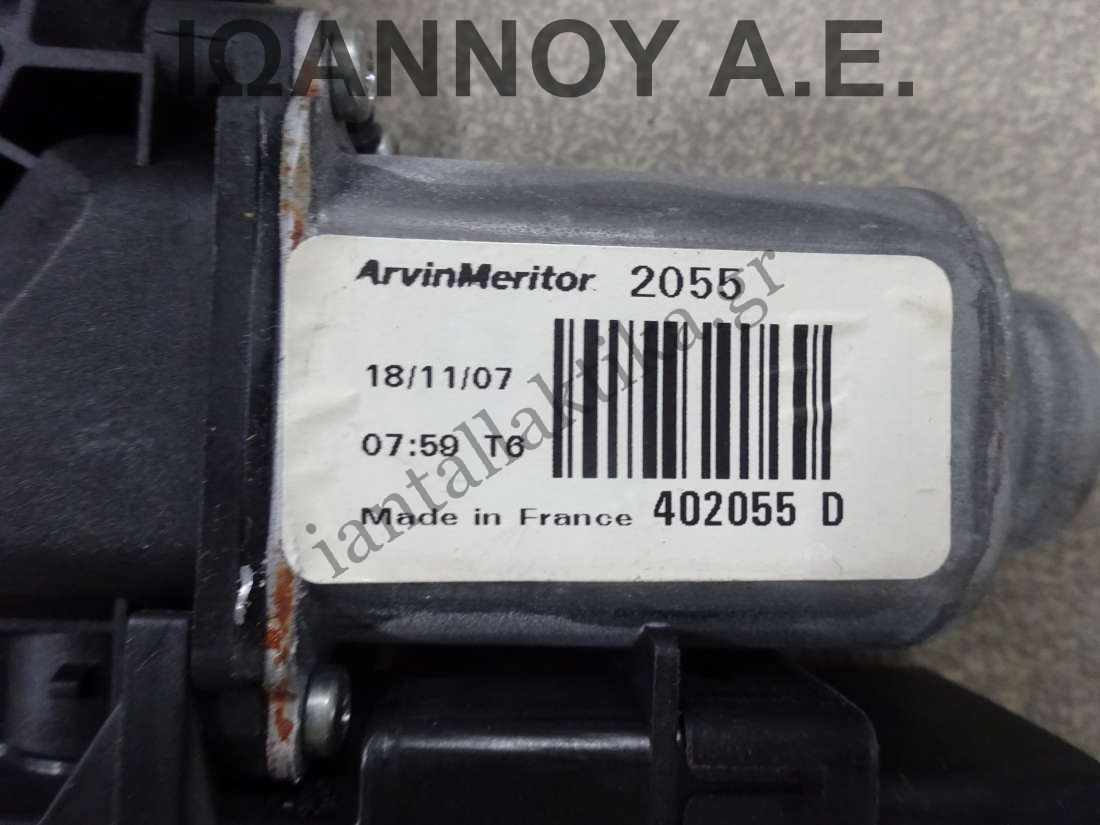 ΙΩΑΝΝΟΥ Α.Ε.
ArvinMeritor 2055
18/11/07
07:59 T6
Made in France 402055 D
iantallaktika.gr